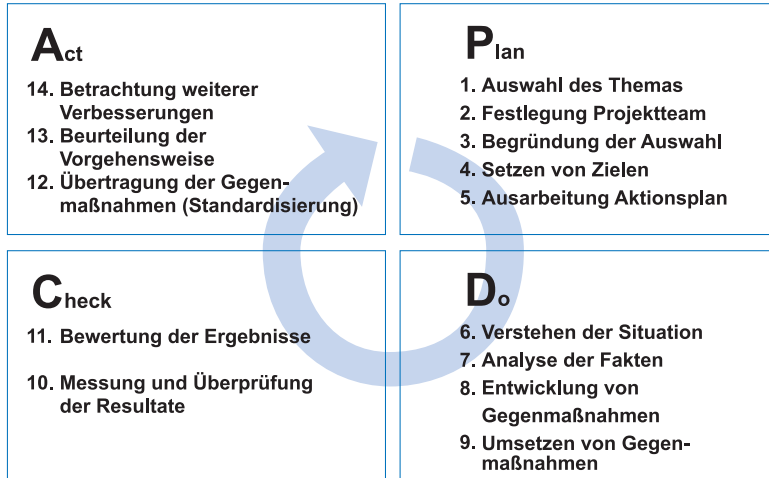 Act
14. Betrachtung weiterer
Verbesserungen
13. Beurteilung der
Vorgehensweise
12. Übertragung der Gegen-
maßnahmen (Standardisierung)
Plan
1. Auswahl des Themas
2. Festlegung Projektteam
3. Begründung der Auswahl
4. Setzen von Zielen
5. Ausarbeitung Aktionsplan
Check
11. Bewertung der Ergebnisse
10. Messung und Überprüfung
der Resultate
Do
6. Verstehen der Situation
7. Analyse der Fakten
8. Entwicklung von
Gegenmaßnahmen
9. Umsetzen von Gegen-
maßnahmen